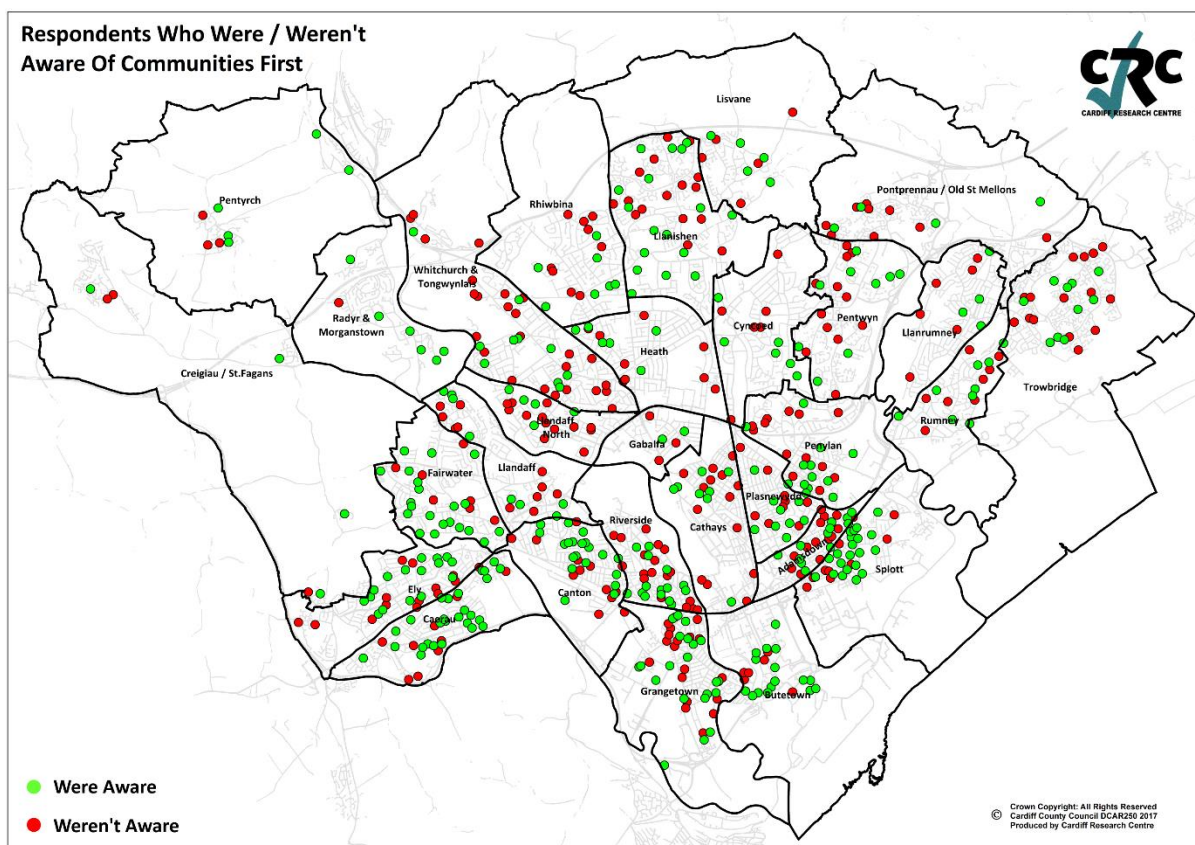 Respondents Who Were / Weren't
Aware Of Communities First
CRC
CARDIFF RESEARCH CENTRE
Lisvane
Pontprennau / Old St Mellons
Pentyrch
Rhiwbina
Llanishen
Whitchurch &
Tongwynlais
Radyr &
Morganstown
Cyncoed
Pentwyn
Llanrumney
Heath
Creigiau / St.Fagans
Trowbridge
Rumney
Llandaff
North
Gabalfa
Penylan
Fairwater
Llandaff
Plasnewydd
Riverside
Cathays
Adamsdown
Splott
Ely
Canton
Caerau
Grangetown
Butetown
Were Aware
Weren't Aware
© Crown Copyright: All Rights Reserved
Cardiff County Council DCAR250 2017
Produced by Cardiff Research Centre